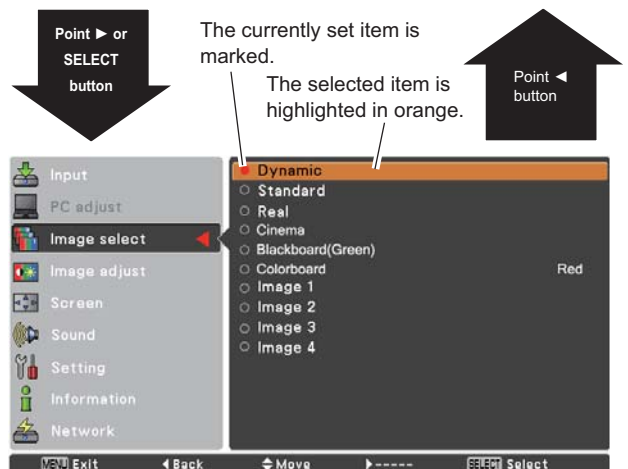 Point ► or
SELECT
button
The currently set item is
marked.
The selected item is
highlighted in orange.
Point ◄
button
Input
PC adjust
Image select
Image adjust
Screen
Sound
Setting
Information
Network
Dynamic
Standard
Real
Cinema
Blackboard(Green)
Colorboard Red
Image 1
Image 2
Image 3
Image 4
MENU Exit ◄Back Move ►----- SELECT Select